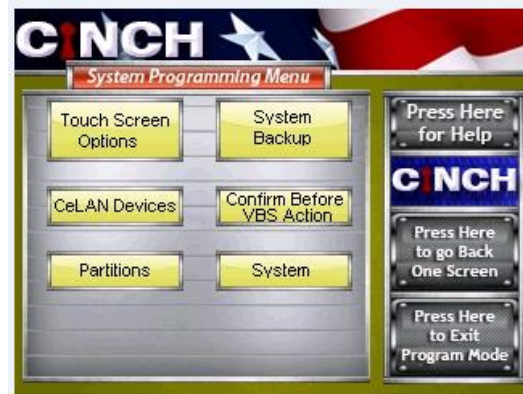 CINCH
System Programming Menu
Touch Screen
Options
System
Backup
CeLAN Devices
Confirm Before
VBS Action
Partitions
System
Press Here
for Help
CINCH
Press Here
to go Back
One Screen
Press Here
to Exit
Program Mode